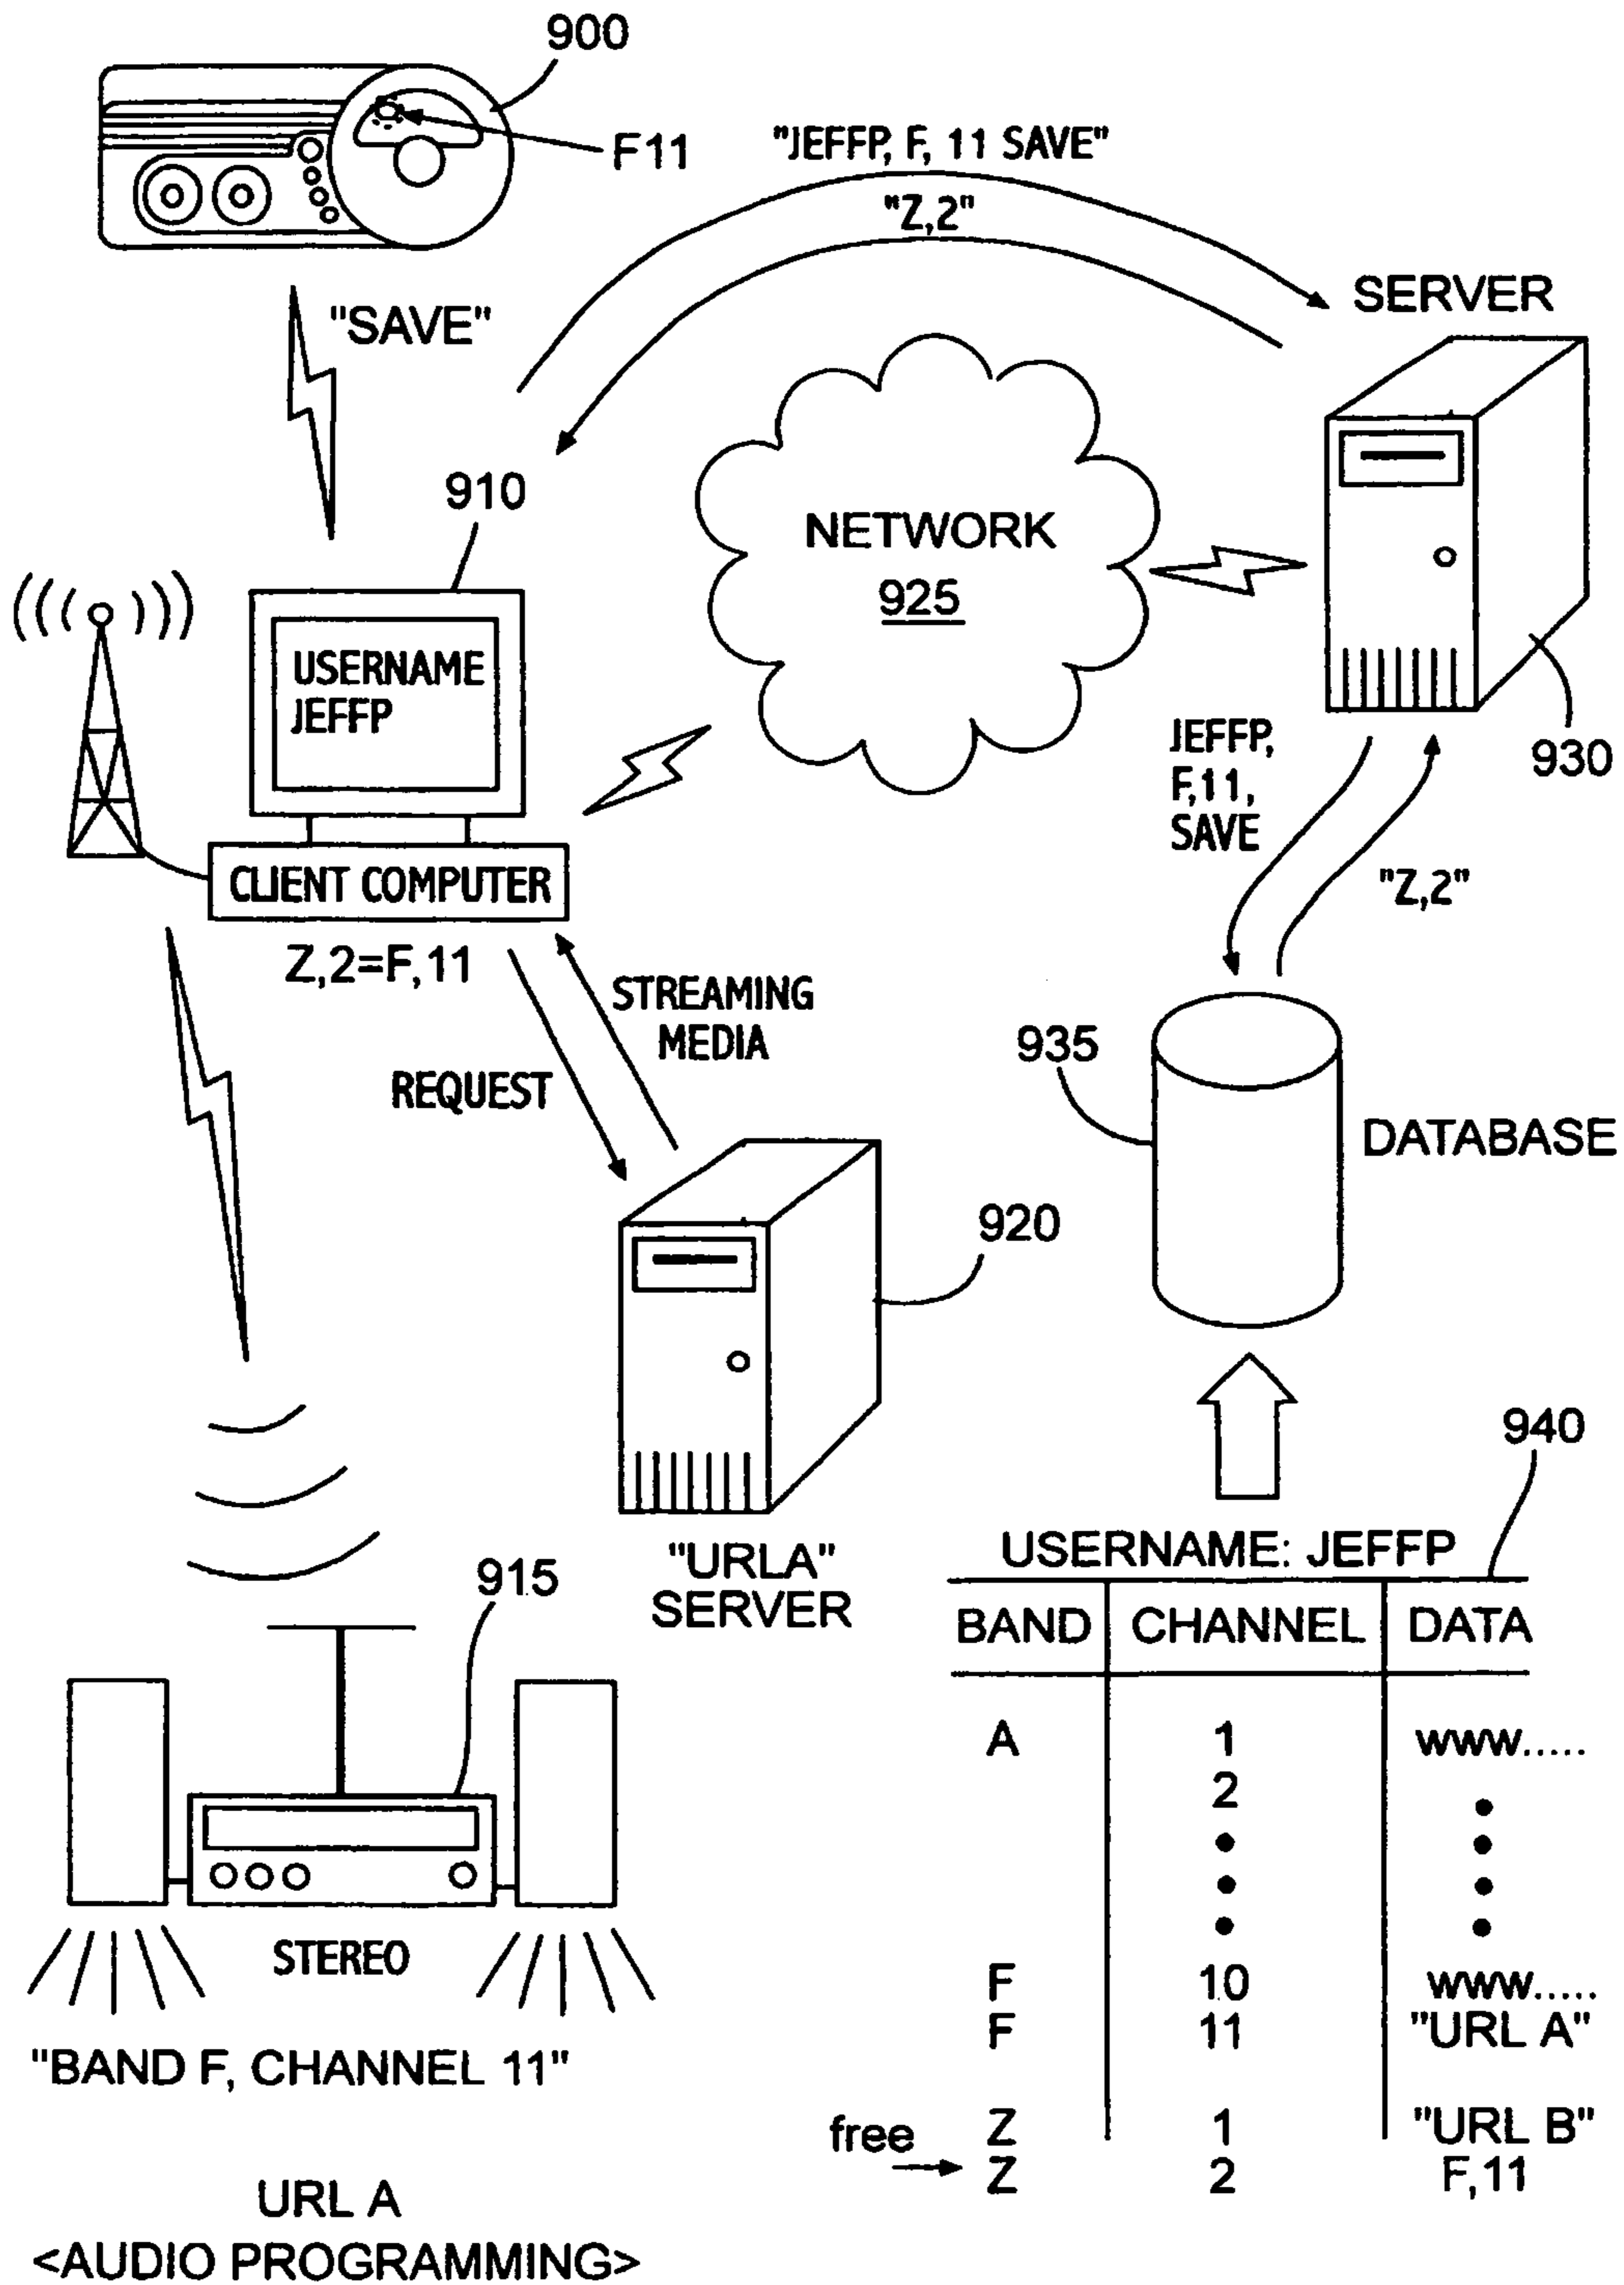 900
F11
"JEFFP, F, 11 SAVE"
"Z,2"
SERVER
"SAVE"
910
NETWORK
925
USERNAME
JEFFP
930
JEFFP,
F,11,
SAVE
"Z,2"
CLIENT COMPUTER
Z,2=F,11
STREAMING
MEDIA
REQUEST
935
DATABASE
920
940
"URLA"
SERVER
USERNAME: JEFFP
915
BAND CHANNEL DATA
A 1 www.....
2
F 10 www.....
F 11 "URL A"
Z 1 "URL B"
free
Z 2 F,11
STEREO
"BAND F, CHANNEL 11"
URL A
<AUDIO PROGRAMMING>